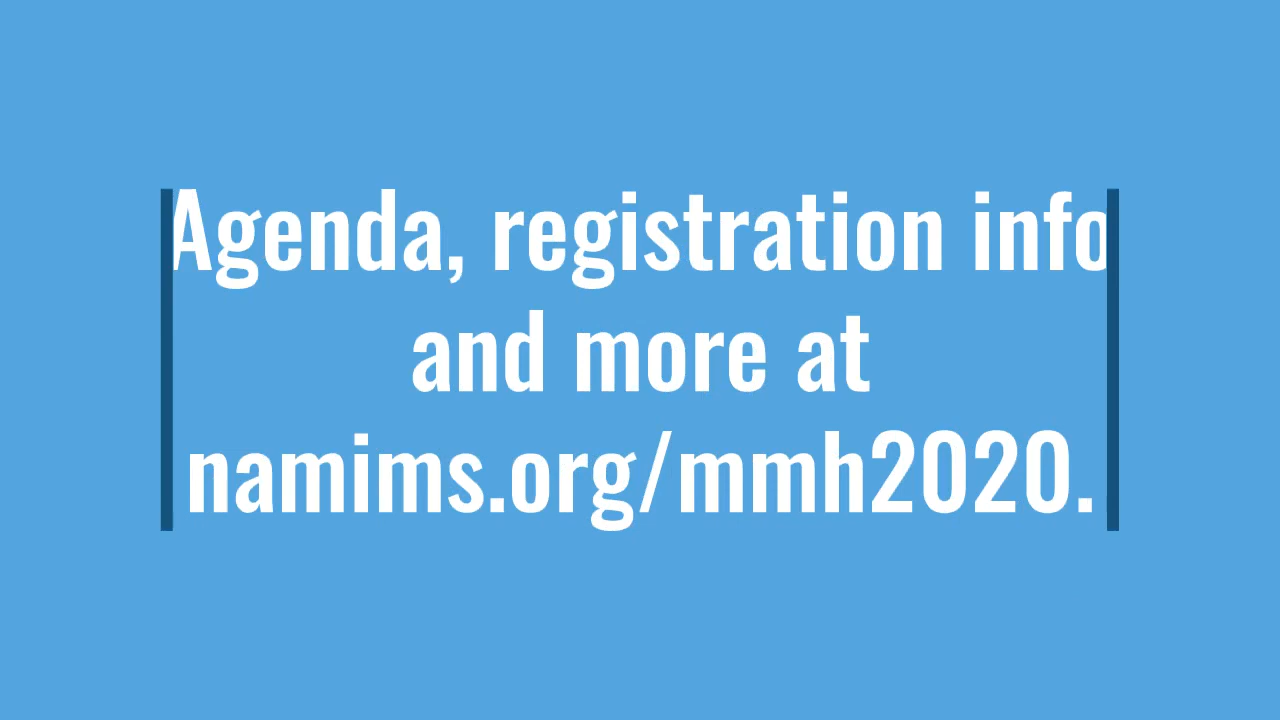 Agenda, registration info
and more at
namims.org/mmh2020.